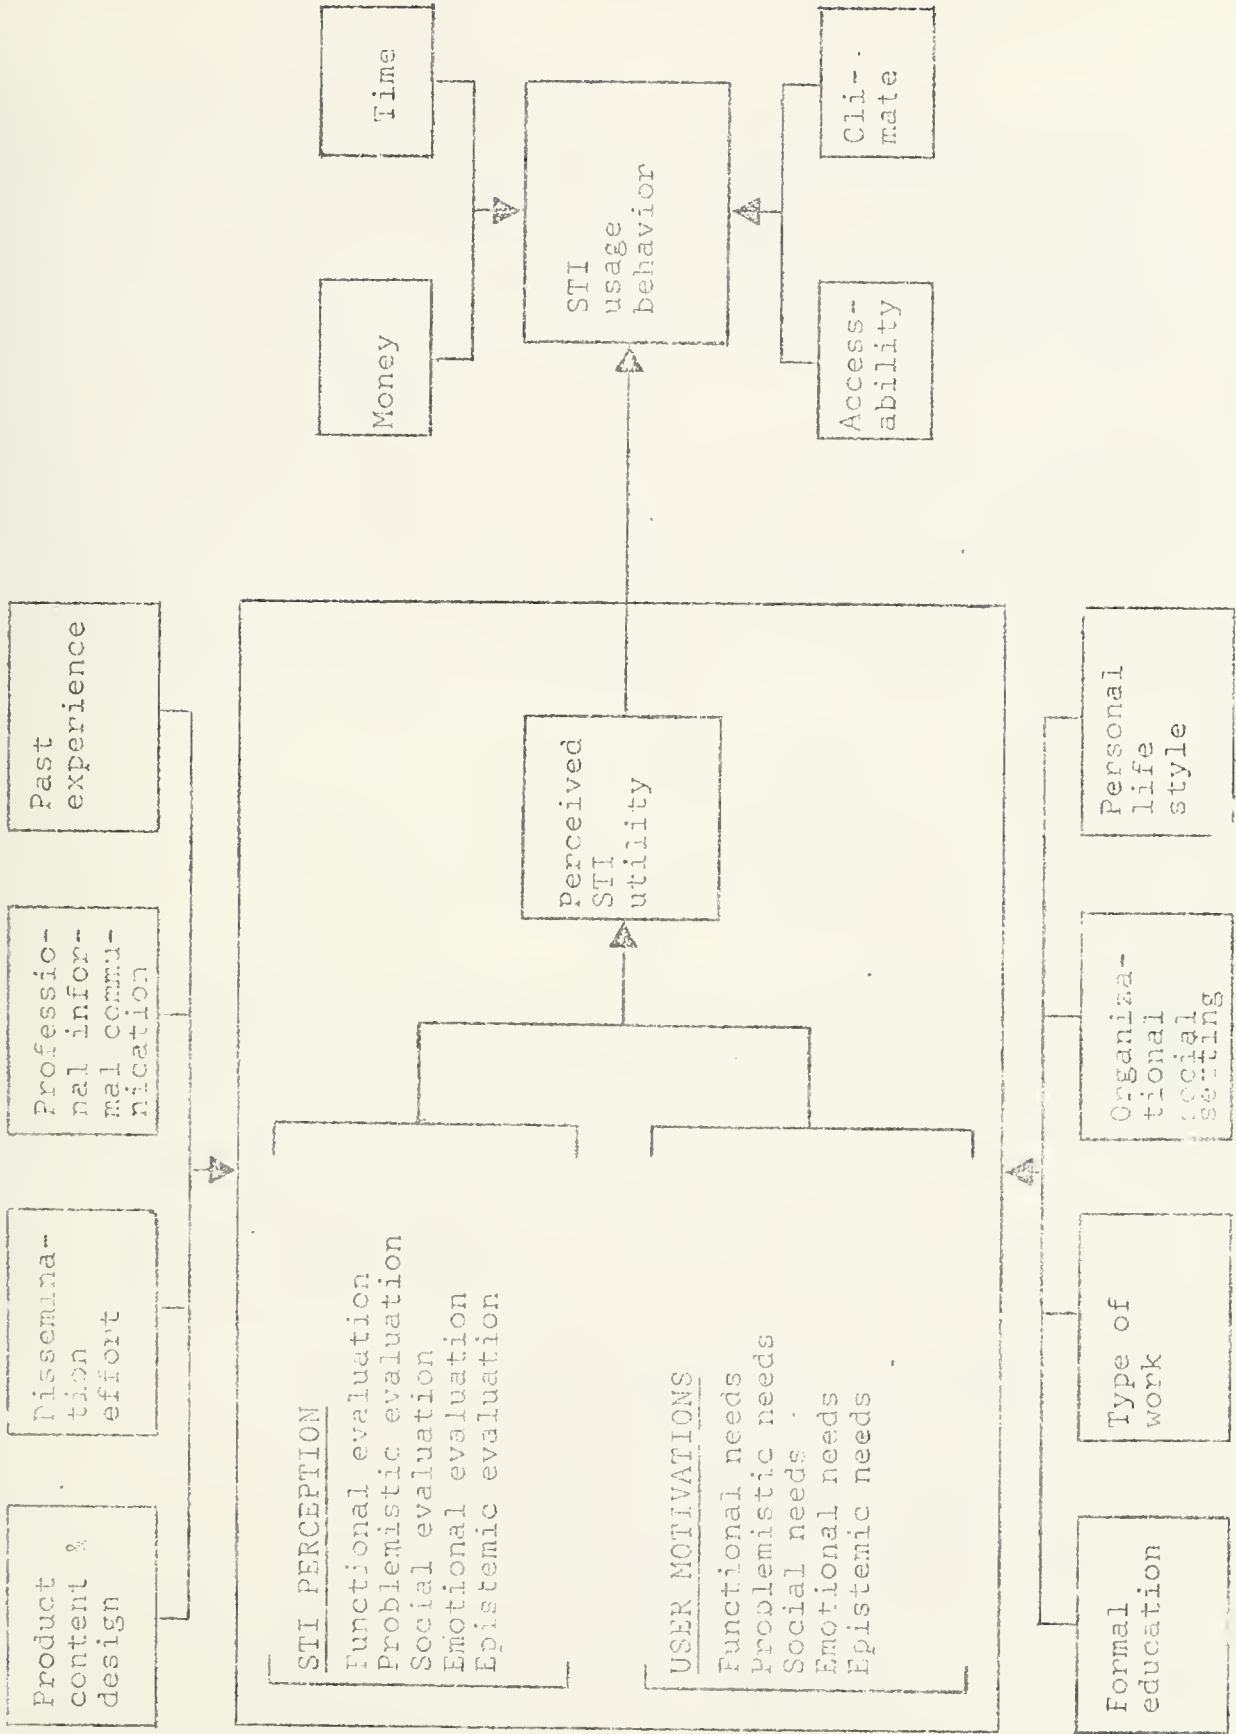 Product
content &
design
Dissemina-
tion
effort
Professio-
nal infor-
mal commu-
nication
Past
experience
STI PERCEPTION
Functional evaluation
Problemistic evaluation
Social evaluation
Emotional evaluation
Epistemic evaluation
USER MOTIVATIONS
Functional needs
Problemistic needs
Social needs
Emotional needs
Epistemic needs
Perceived
STI
utility
Formal
education
Type of
work
Organiza-
tional
social
setting
Personal
life
style
Money
Time
STI
usage
behavior
Access-
ability
Cli-
mate